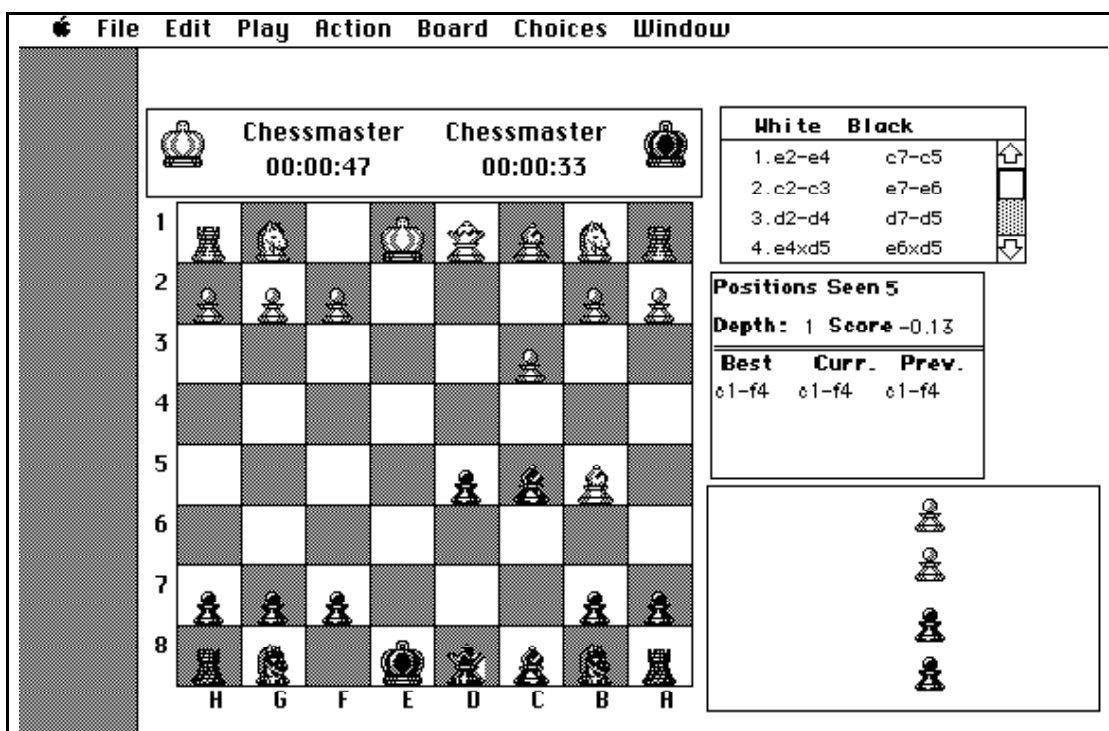 File Edit Play Action Board Choices Window
Chessmaster Chessmaster
00:00:47 00:00:33
White Black
1.e2-e4 c7-c5
2.c2-c3 e7-e6
3.d2-d4 d7-d5
4.e4xd5 e6xd5
Positions Seen 5
Depth: 1 Score -0.13
Best Curr. Prev.
c1-f4 c1-f4 c1-f4
1
2
3
4
5
6
7
8
H G F E D C B A